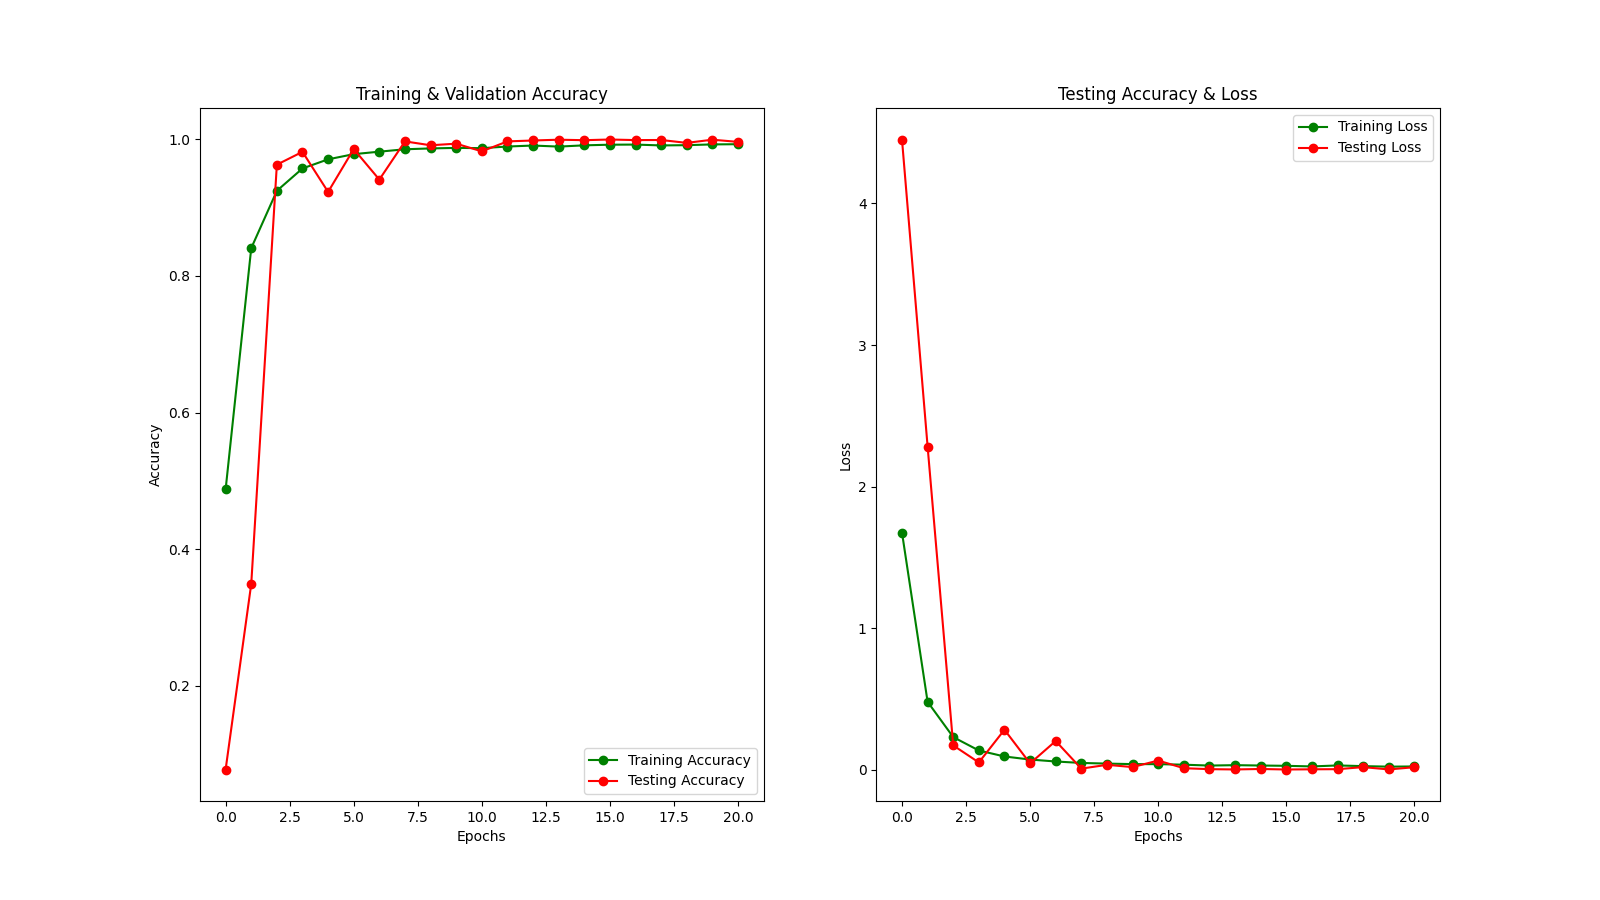 Training & Validation Accuracy
1.0
0.8
0.6
0.4
0.2
Accuracy
Training Accuracy
Testing Accuracy
0.0 2.5 5.0 7.5 10.0 12.5 15.0 17.5 20.0
Epochs
Testing Accuracy & Loss
Training Loss
Testing Loss
4
3
2
1
0
Loss
0.0 2.5 5.0 7.5 10.0 12.5 15.0 17.5 20.0
Epochs